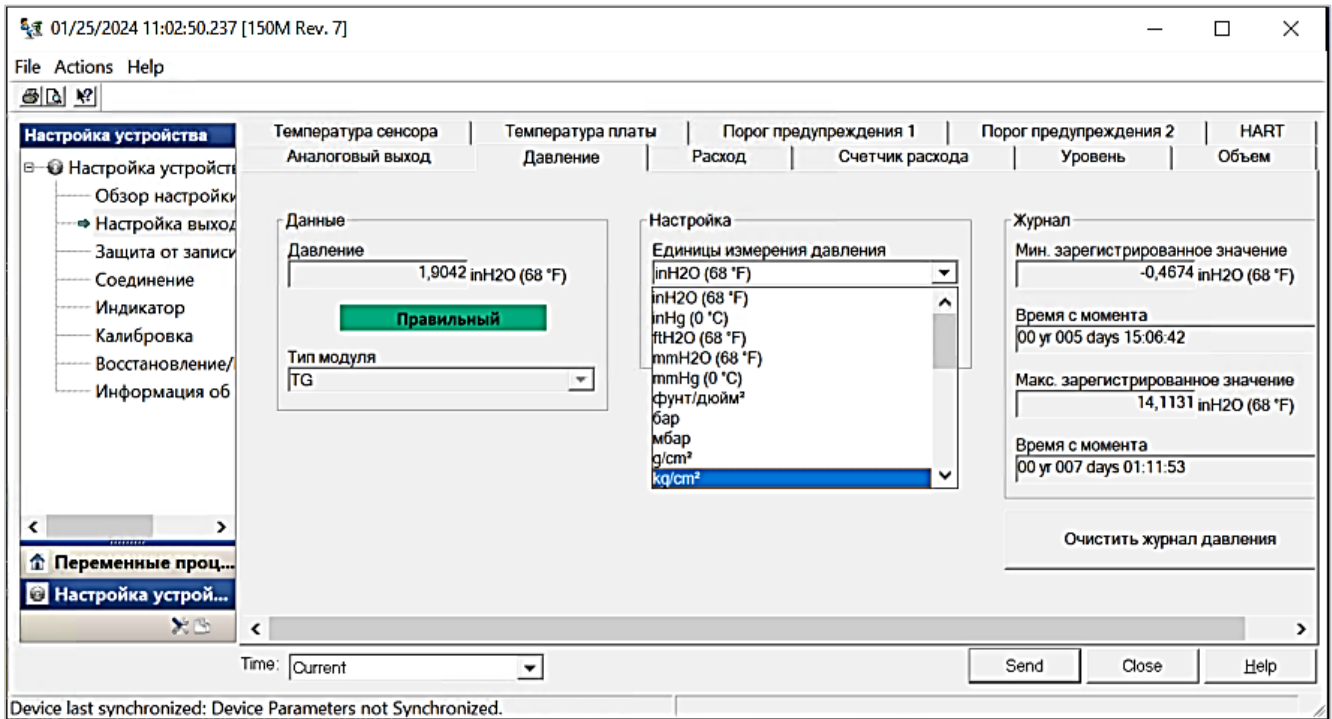 01/25/2024 11:02:50.237 [150M Rev. 7]
File Actions Help
Настройка устройства
Настройка устройст
Обзор настройки
Настройка выход
Защита от записи
Соединение
Индикатор
Калибровка
Восстановление/
Информация об
Переменные проц...
Настройка устрой...
Температура сенсора
Температура платы
Порог предупреждения 1
Порог предупреждения 2
HART
Аналоговый выход
Давление
Расход
Счетчик расхода
Уровень
Объем
Данные
Давление
1,9042 inH2O (68 °F)
Правильный
Тип модуля
TG
Настройка
Единицы измерения давления
inH2O (68 °F)
inH2O (68 °F)
inHg (0 °C)
ftH2O (68 °F)
mmH2O (68 °F)
mmHg (0 °C)
фунт/дюйм²
бар
мбар
g/cm²
kg/cm²
Журнал
Мин. зарегистрированное значение
-0,4674 inH2O (68 °F)
Время с момента
00 yr 005 days 15:06:42
Макс. зарегистрированное значение
14,1131 inH2O (68 °F)
Время с момента
00 yr 007 days 01:11:53
Очистить журнал давления
Time: Current
Send
Close
Help
Device last synchronized: Device Parameters not Synchronized.